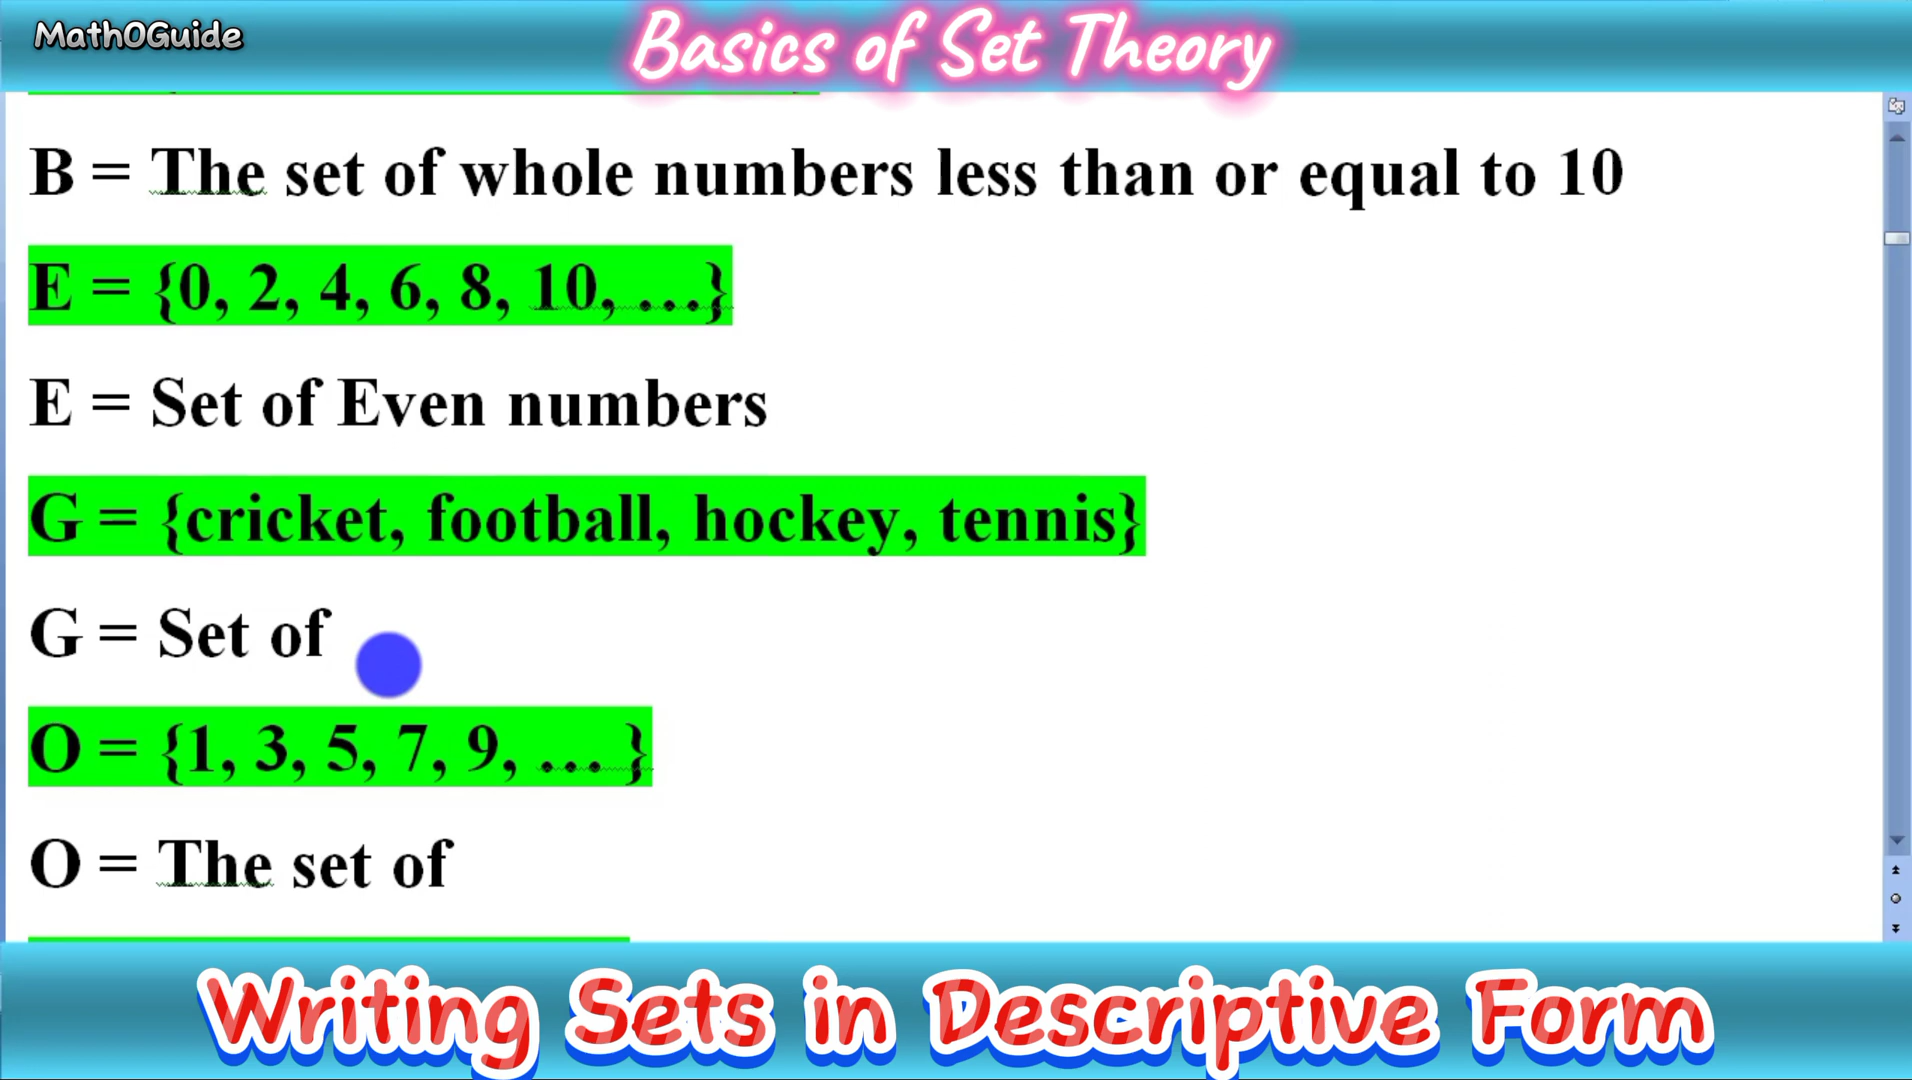 MathOGuide
Basics of Set Theory
B = The set of whole numbers less than or equal to 10
E = {0, 2, 4, 6, 8, 10, …}
E = Set of Even numbers
G = {cricket, football, hockey, tennis}
G = Set of
O = {1, 3, 5, 7, 9, … }
O = The set of
Writing Sets in Descriptive Form